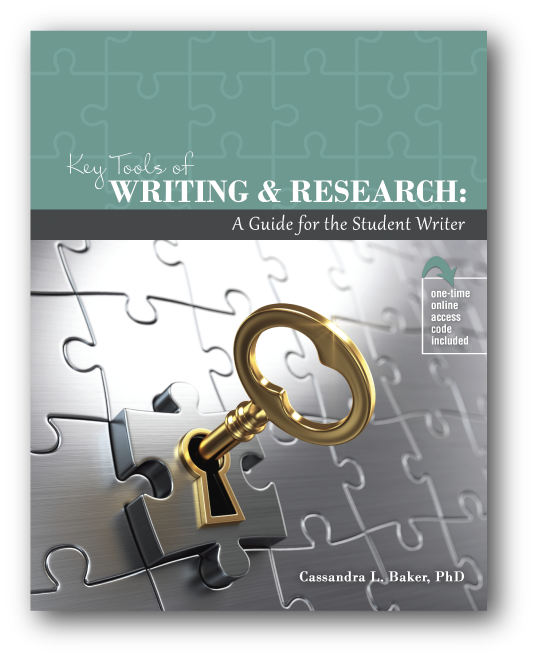 Key Tools of
WRITING & RESEARCH:
A Guide for the Student Writer
one-time
online
access
code
included
Cassandra L. Baker, PhD